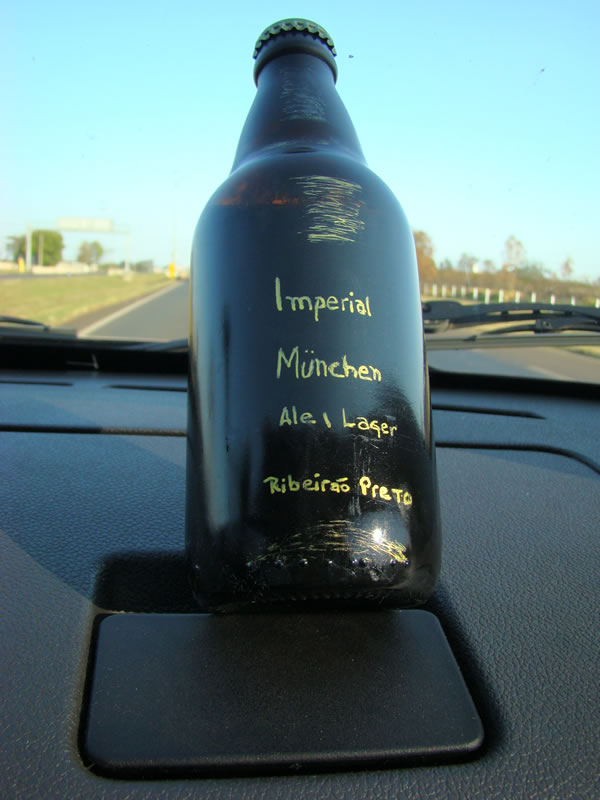 Imperial
München
Ale \ Lager
Ribeirão Preto